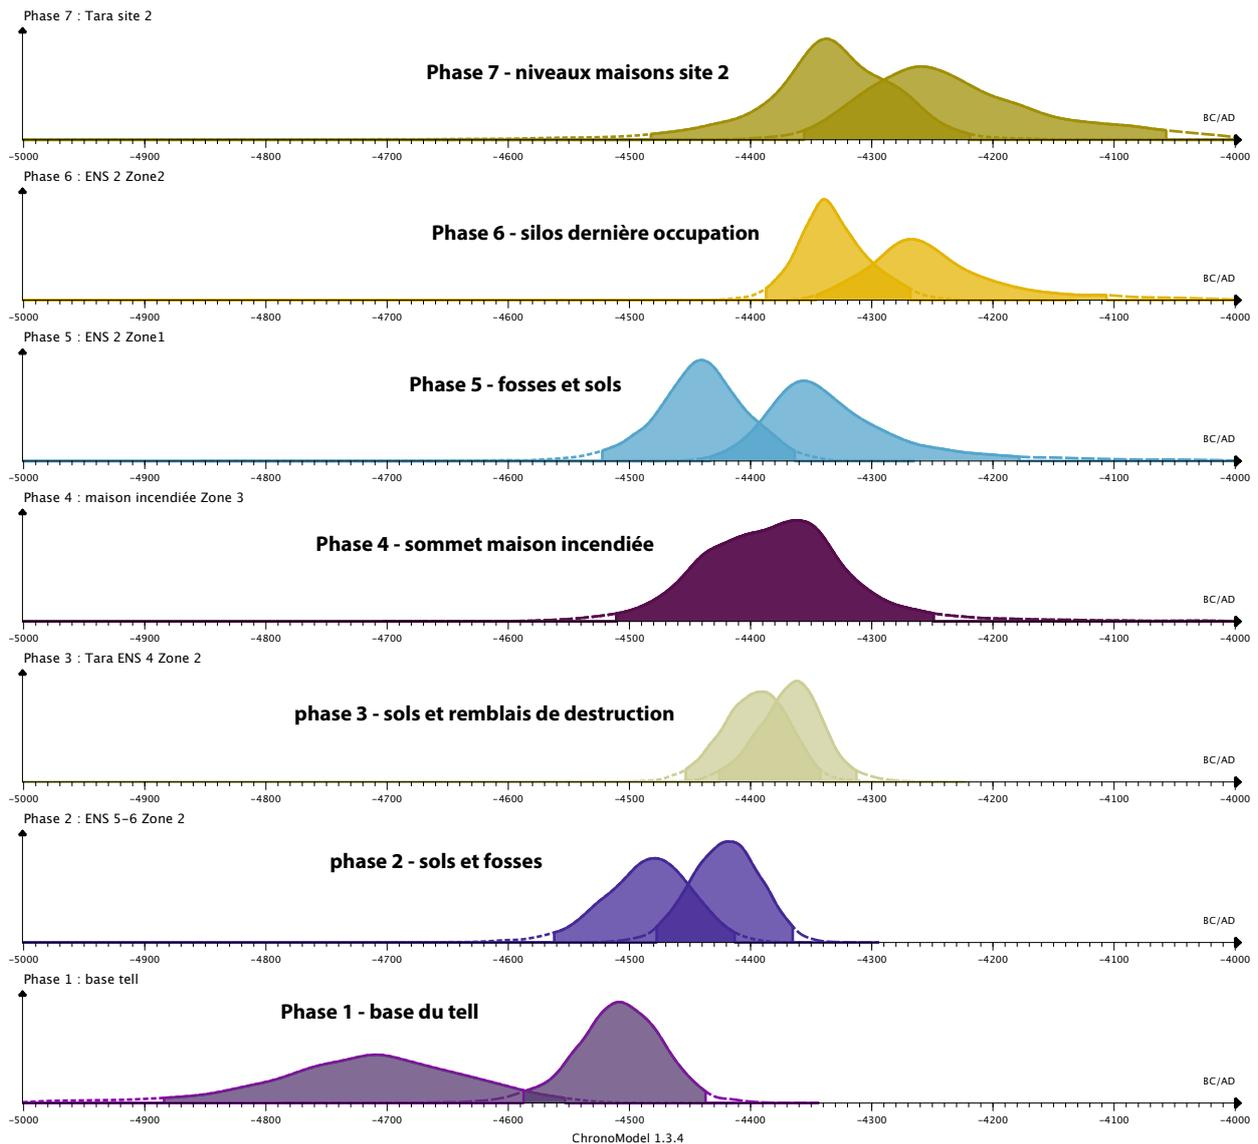 Phase 7 : Tara site 2
Phase 7 - niveaux maisons site 2
BC/AD
-5000 -4900 -4800 -4700 -4600 -4500 -4400 -4300 -4200 -4100 -4000
Phase 6 : ENS 2 Zone2
Phase 6 - silos dernière occupation
BC/AD
-5000 -4900 -4800 -4700 -4600 -4500 -4400 -4300 -4200 -4100 -4000
Phase 5 : ENS 2 Zone1
Phase 5 - fosses et sols
BC/AD
-5000 -4900 -4800 -4700 -4600 -4500 -4400 -4300 -4200 -4100 -4000
Phase 4 : maison incendiée Zone 3
Phase 4 - sommet maison incendiée
BC/AD
-5000 -4900 -4800 -4700 -4600 -4500 -4400 -4300 -4200 -4100 -4000
Phase 3 : Tara ENS 4 Zone 2
phase 3 - sols et remblais de destruction
BC/AD
-5000 -4900 -4800 -4700 -4600 -4500 -4400 -4300 -4200 -4100 -4000
Phase 2 : ENS 5-6 Zone 2
phase 2 - sols et fosses
BC/AD
-5000 -4900 -4800 -4700 -4600 -4500 -4400 -4300 -4200 -4100 -4000
Phase 1 : base tell
Phase 1 - base du tell
BC/AD
-5000 -4900 -4800 -4700 -4600 -4500 -4400 -4300 -4200 -4100 -4000
ChronoModel 1.3.4